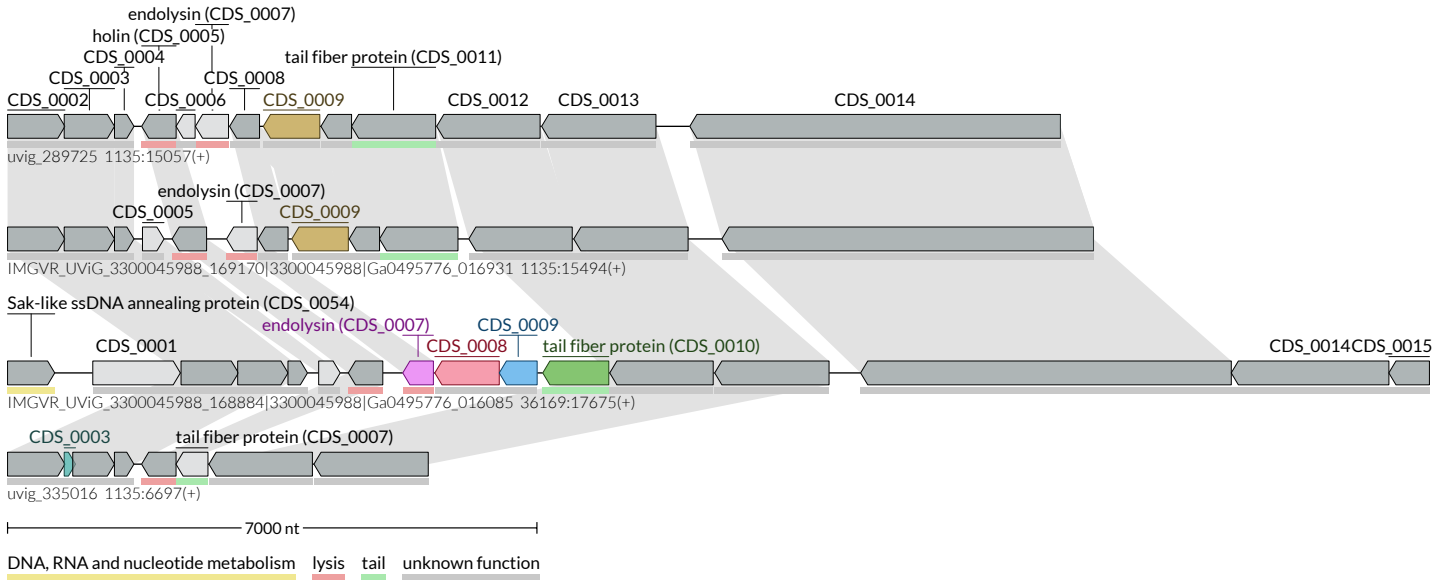 endolysin (CDS_0007)
holin (CDS_0005)
CDS_0004 tail fiber protein (CDS_0011)
CDS_0003 CDS_0008
CDS_0002 CDS_0006 CDS_0009 CDS_0012 CDS_0013 CDS_0014
uvig_289725 1135:15057(+)
endolysin (CDS_0007)
CDS_0005 CDS_0009
IMGVR_UViG_3300045988_169170|3300045988|Ga0495776_016931 1135:15494(+)
Sak-like ssDNA annealing protein (CDS_0054)
endolysin (CDS_0007) CDS_0009
CDS_0001 CDS_0008 tail fiber protein (CDS_0010) CDS_0014 CDS_0015
IMGVR_UViG_3300045988_168884|3300045988|Ga0495776_016085 36169:17675(+)
CDS_0003 tail fiber protein (CDS_0007)
uvig_335016 1135:6697(+)
7000 nt
DNA, RNA and nucleotide metabolism lysis tail unknown function